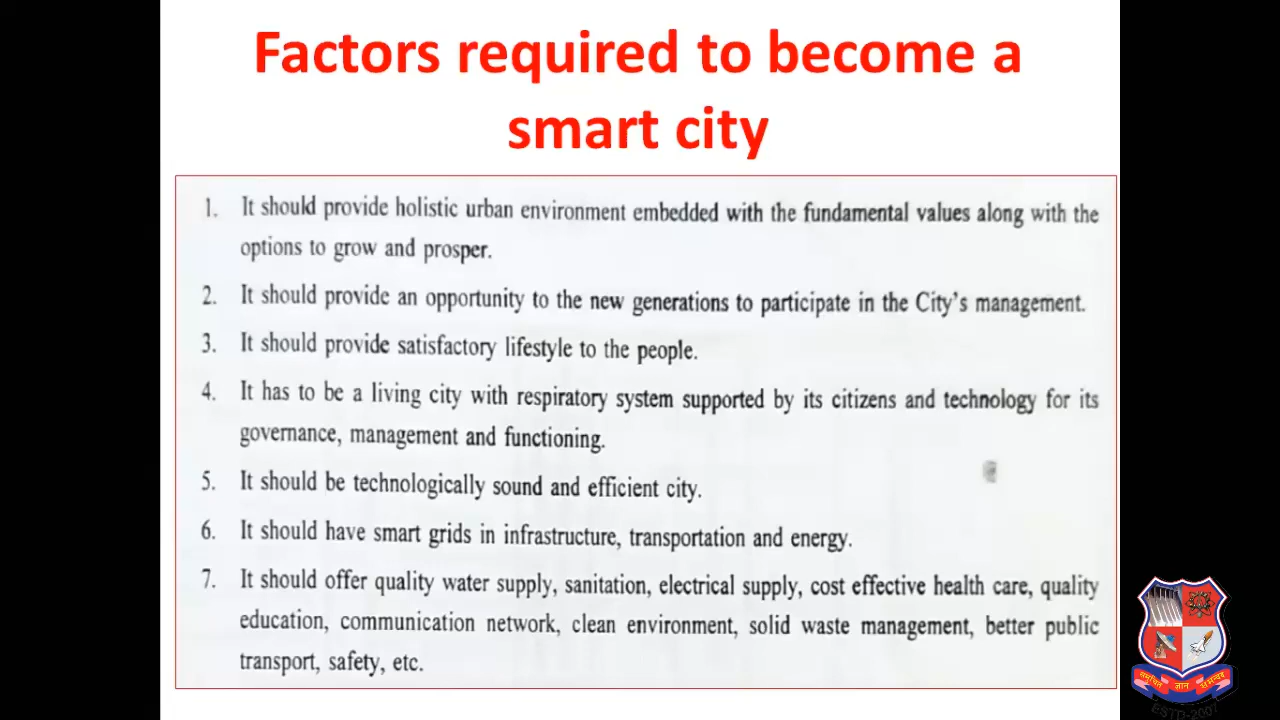 Factors required to become a
smart city
1. It should provide holistic urban environment embedded with the fundamental values along with the
options to grow and prosper.
2. It should provide an opportunity to the new generations to participate in the City's management.
3. It should provide satisfactory lifestyle to the people.
4. It has to be a living city with respiratory system supported by its citizens and technology for its
governance, management and functioning.
5. It should be technologically sound and efficient city.
6. It should have smart grids in infrastructure, transportation and energy.
7. It should offer quality water supply, sanitation, electrical supply, cost effective health care, quality
education, communication network, clean environment, solid waste management, better public
transport, safety, etc.
ज्ञान
ESTD-2007